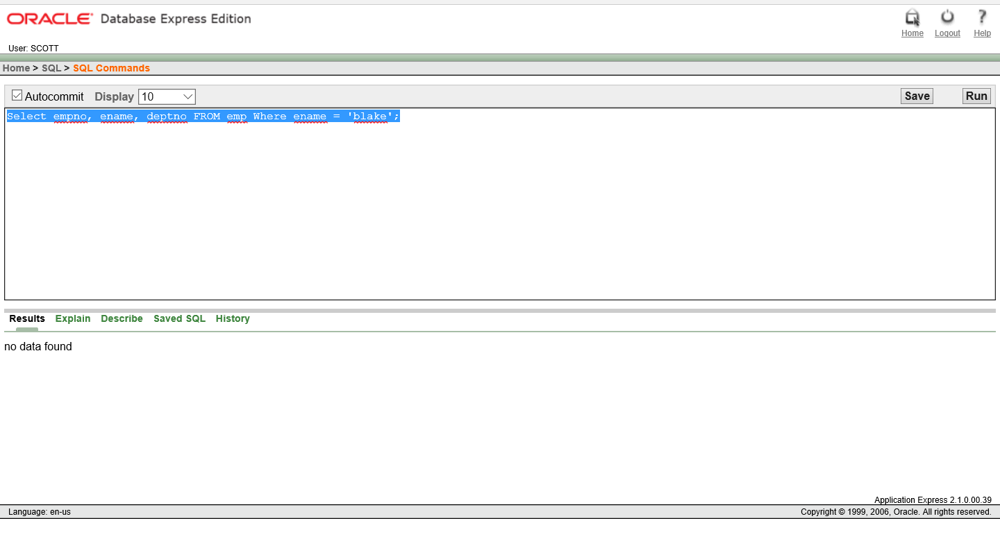 ORACLE® Database Express Edition
Home Logout Help
User: SCOTT
Home > SQL > SQL Commands
Autocommit Display 10 Save Run
Select empno, ename, deptno FROM emp Where ename = 'blake';
Results Explain Describe Saved SQL History
no data found
Application Express 2.1.0.00.39
Language: en-us Copyright © 1999, 2006, Oracle. All rights reserved.